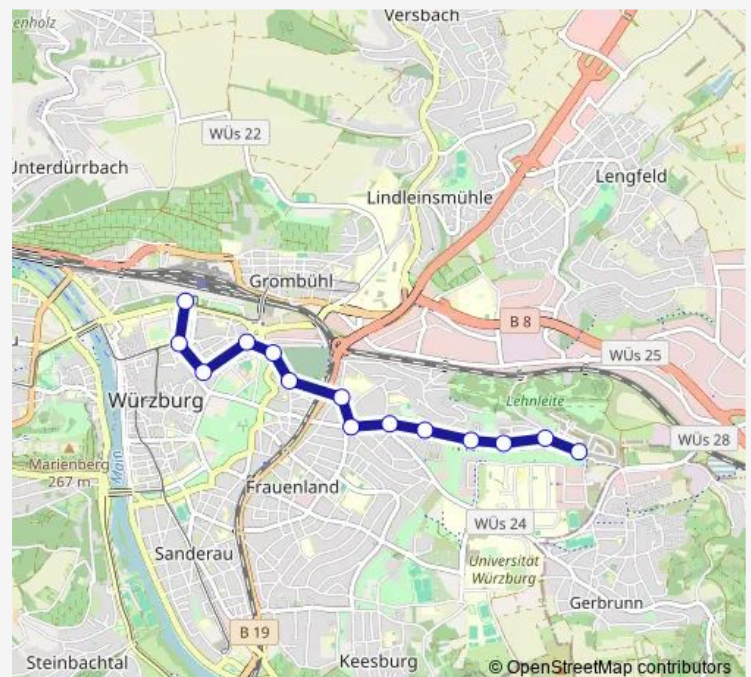 Versbach
enholz
WÜs 22
Unterdürrbach
Lengfeld
Lindleinsmühle
Grombühl
B 8
WÜs 25
Würzburg
Lehnleite
WÜs 28
Marienberg
267 m
Main
Frauenland
WÜs 24
Sanderau
Universität
Würzburg
Gerbrunn
B 19
Steinbachtal
Keesburg
© OpenStreetMap contributors